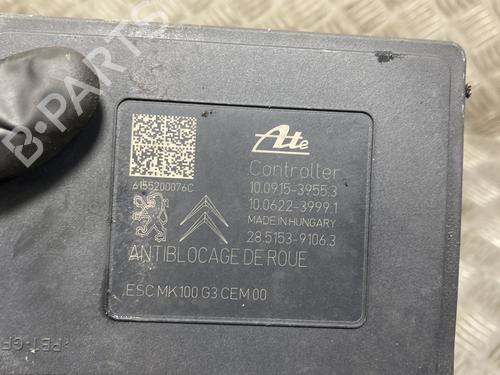 B-PARTS
Ate
Controller
6155200076C
10.0915-3955.3
10.0622-3999.1
MADE IN HUNGARY
28.5153-9106.3
ANTIBLOCAGE DE ROUE
ESC MK100 G3 CEM 00